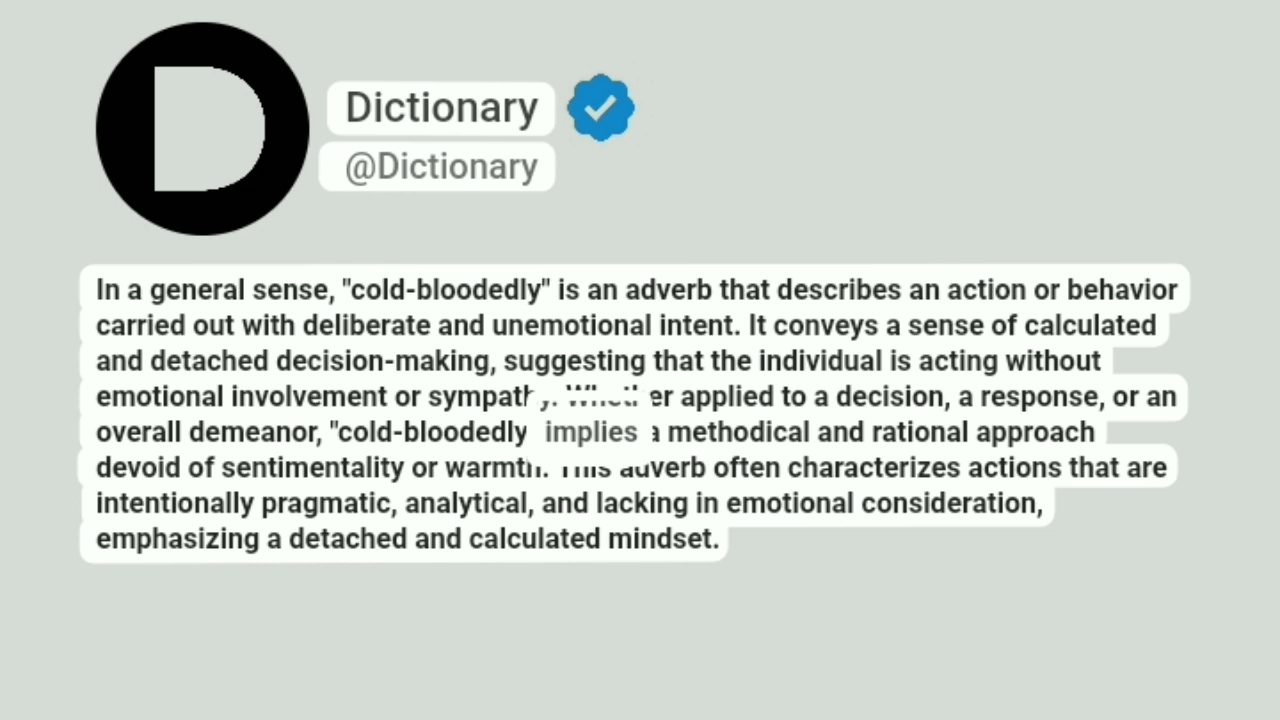 Dictionary
@Dictionary
In a general sense, "cold-bloodedly" is an adverb that describes an action or behavior
carried out with deliberate and unemotional intent. It conveys a sense of calculated
and detached decision-making, suggesting that the individual is acting without
emotional involvement or sympathy. Whether applied to a decision, a response, or an
overall demeanor, "cold-bloodedly implies a methodical and rational approach
devoid of sentimentality or warmth. This adverb often characterizes actions that are
intentionally pragmatic, analytical, and lacking in emotional consideration,
emphasizing a detached and calculated mindset.